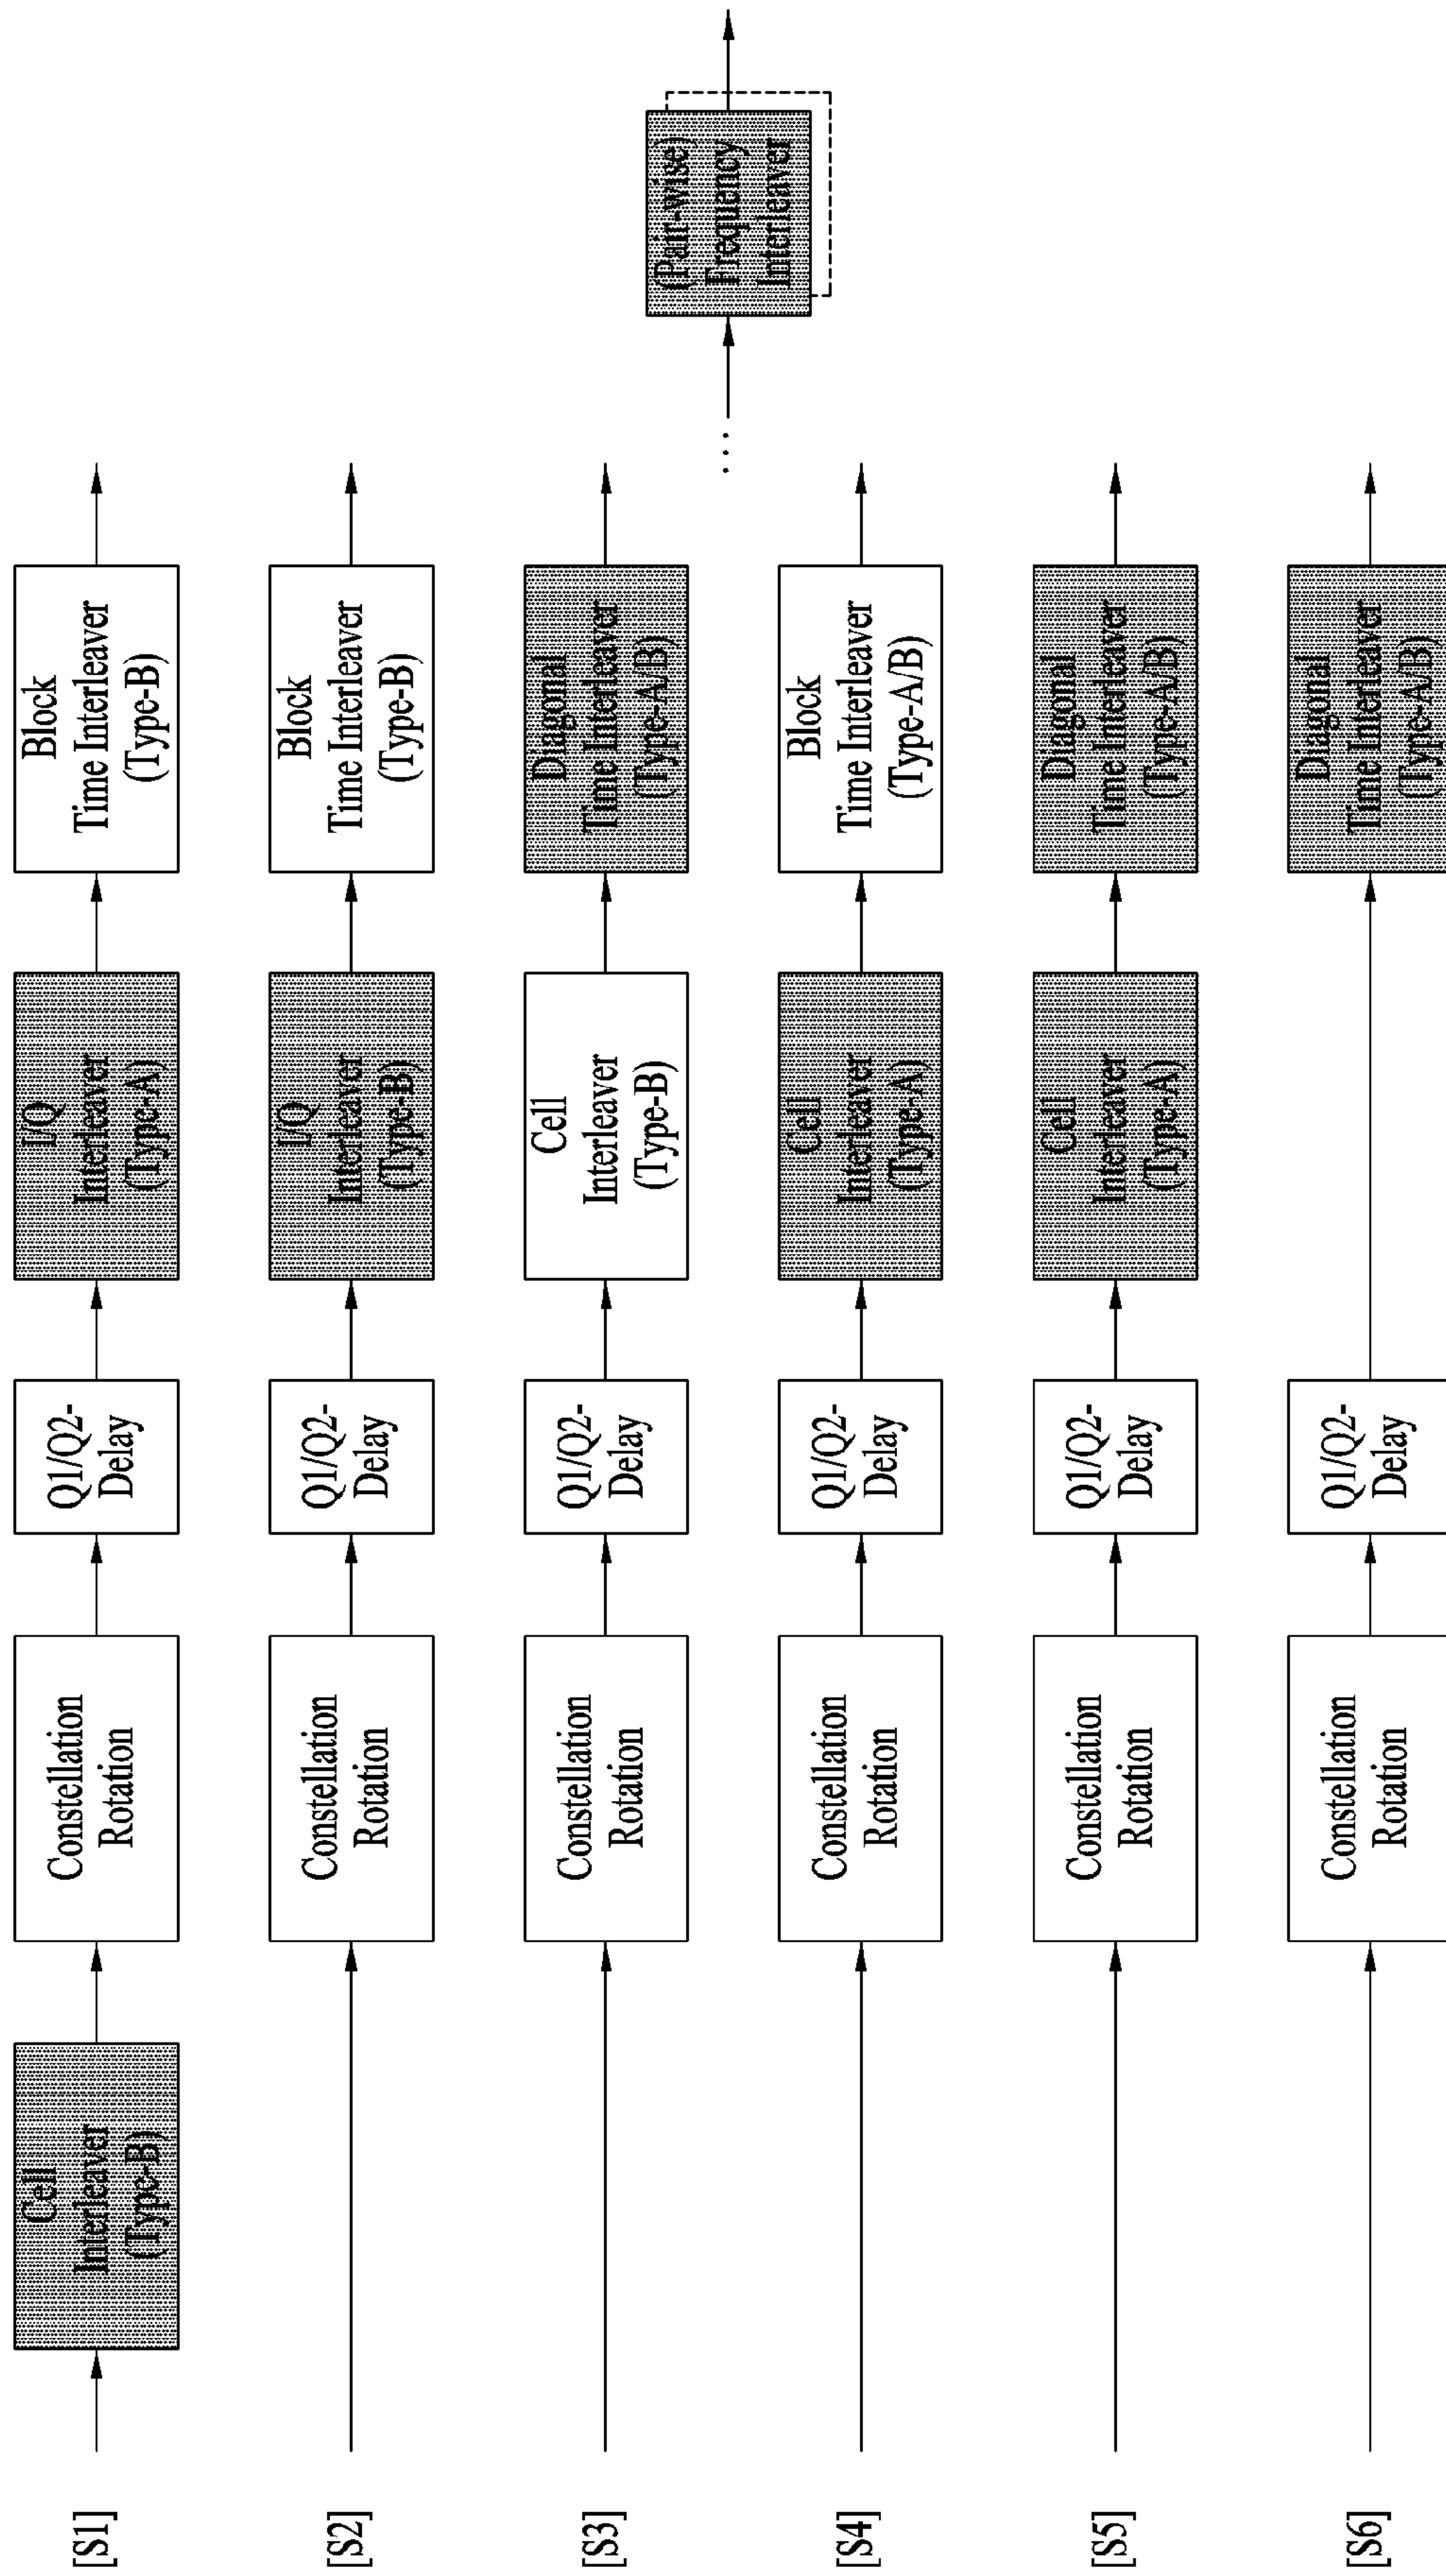 [S1]
Cell
Interleaver
(Type-B)
Constellation
Rotation
Q1/Q2-
Delay
I/Q
Interleaver
(Type-A)
Block
Time Interleaver
(Type-B)
[S2]
Constellation
Rotation
Q1/Q2-
Delay
I/Q
Interleaver
(Type-B)
Block
Time Interleaver
(Type-B)
[S3]
Constellation
Rotation
Q1/Q2-
Delay
Cell
Interleaver
(Type-B)
Diagonal
Time Interleaver
(Type-A/B)
...
(Pair-wise)
Frequency
Interleaver
[S4]
Constellation
Rotation
Q1/Q2-
Delay
Cell
Interleaver
(Type-A)
Block
Time Interleaver
(Type-A/B)
[S5]
Constellation
Rotation
Q1/Q2-
Delay
Cell
Interleaver
(Type-A)
Diagonal
Time Interleaver
(Type-A/B)
[S6]
Constellation
Rotation
Q1/Q2-
Delay
Diagonal
Time Interleaver
(Type-A/B)